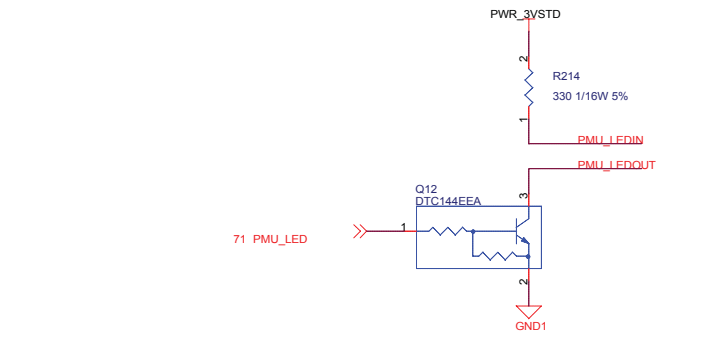 PWR_3VSTD
2
R214
330 1/16W 5%
1
PMU_LEDIN
PMU_LEDOUT
Q12
DTC144EEA
3
1
71 PMU_LED
2
GND1